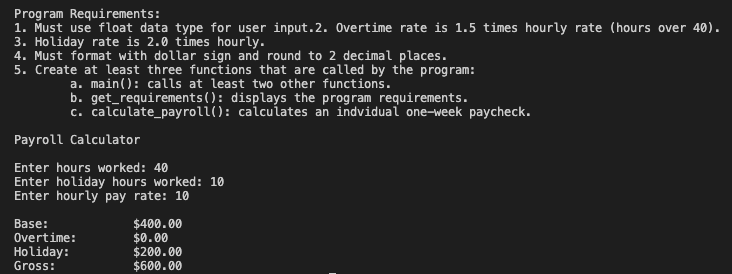 Program Requirements:
1. Must use float data type for user input.2. Overtime rate is 1.5 times hourly rate (hours over 40).
3. Holiday rate is 2.0 times hourly.
4. Must format with dollar sign and round to 2 decimal places.
5. Create at least three functions that are called by the program:
a. main(): calls at least two other functions.
b. get_requirements(): displays the program requirements.
c. calculate_payroll(): calculates an indvidual one-week paycheck.
Payroll Calculator
Enter hours worked: 40
Enter holiday hours worked: 10
Enter hourly pay rate: 10
Base: $400.00
Overtime: $0.00
Holiday: $200.00
Gross: $600.00